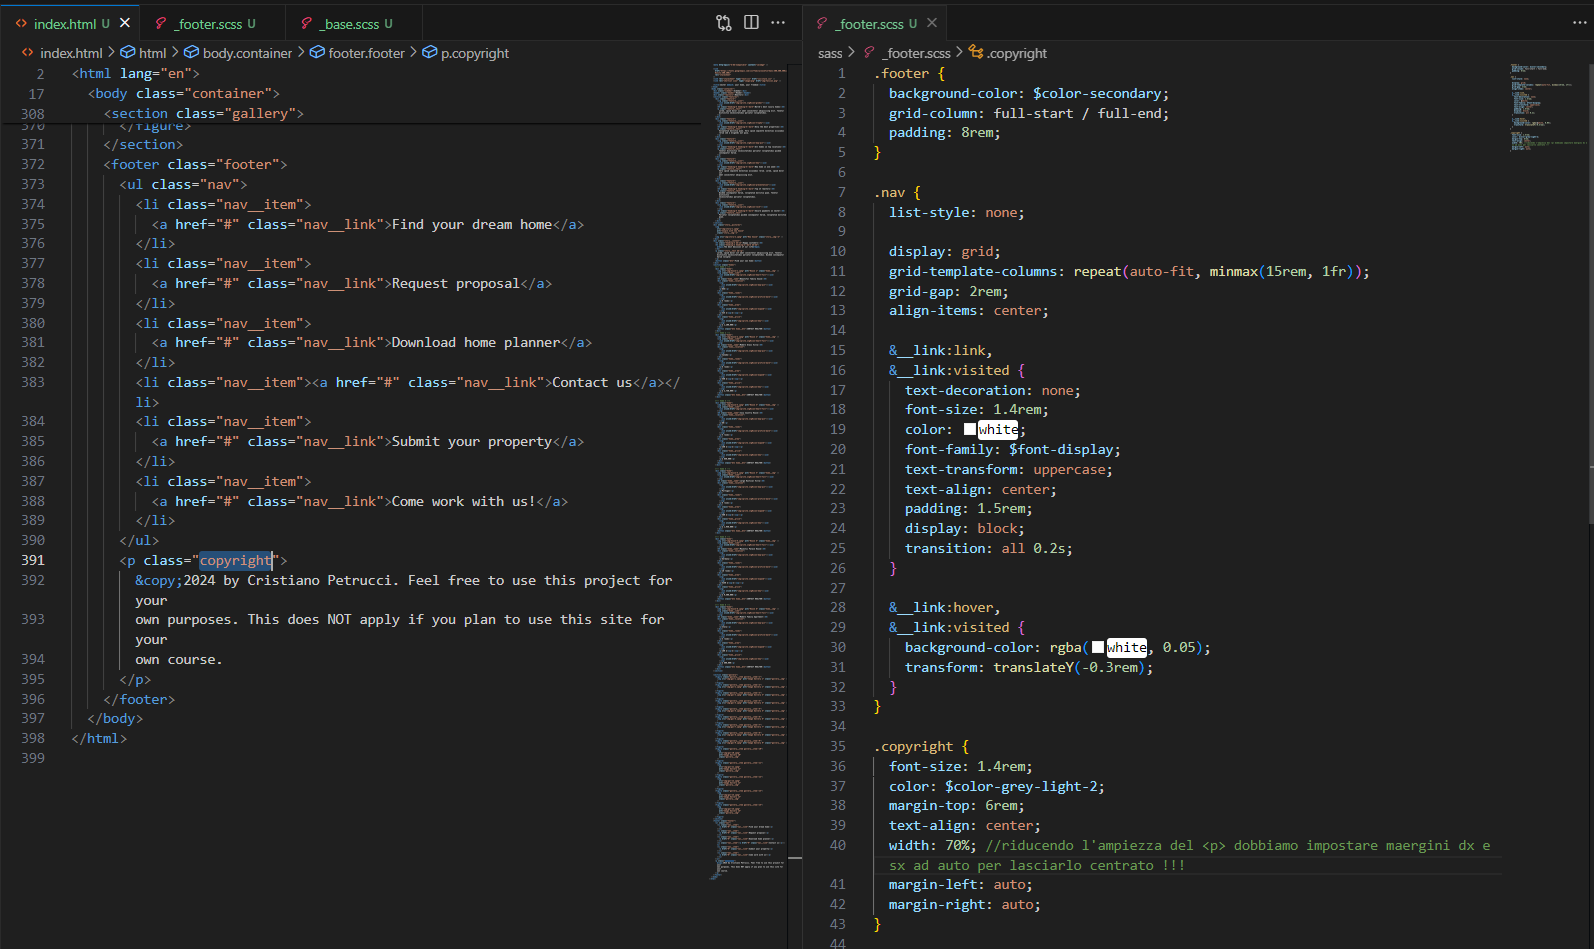 index.html U
_footer.scss U
_base.scss U
index.html > html > body.container > footer.footer > p.copyright
2 <html lang="en">
17 <body class="container">
308 <section class="gallery">
370 </figure>
371 </section>
372 <footer class="footer">
373 <ul class="nav">
374 <li class="nav__item">
375 <a href="#" class="nav__link">Find your dream home</a>
376 </li>
377 <li class="nav__item">
378 <a href="#" class="nav__link">Request proposal</a>
379 </li>
380 <li class="nav__item">
381 <a href="#" class="nav__link">Download home planner</a>
382 </li>
383 <li class="nav__item"><a href="#" class="nav__link">Contact us</a></
li>
384 <li class="nav__item">
385 <a href="#" class="nav__link">Submit your property</a>
386 </li>
387 <li class="nav__item">
388 <a href="#" class="nav__link">Come work with us!</a>
389 </li>
390 </ul>
391 <p class="copyright">
392 &copy;2024 by Cristiano Petrucci. Feel free to use this project for
your
393 own purposes. This does NOT apply if you plan to use this site for
your
394 own course.
395 </p>
396 </footer>
397 </body>
398 </html>
399
_footer.scss U
sass > _footer.scss > .copyright
1 .footer {
2 background-color: $color-secondary;
3 grid-column: full-start / full-end;
4 padding: 8rem;
5 }
6
7 .nav {
8 list-style: none;
9
10 display: grid;
11 grid-template-columns: repeat(auto-fit, minmax(15rem, 1fr));
12 grid-gap: 2rem;
13 align-items: center;
14
15 &__link:link,
16 &__link:visited {
17 text-decoration: none;
18 font-size: 1.4rem;
19 color: white;
20 font-family: $font-display;
21 text-transform: uppercase;
22 text-align: center;
23 padding: 1.5rem;
24 display: block;
25 transition: all 0.2s;
26 }
27
28 &__link:hover,
29 &__link:visited {
30 background-color: rgba(white, 0.05);
31 transform: translateY(-0.3rem);
32 }
33 }
34
35 .copyright {
36 font-size: 1.4rem;
37 color: $color-grey-light-2;
38 margin-top: 6rem;
39 text-align: center;
40 width: 70%; //riducendo l'ampiezza del <p> dobbiamo impostare maergini dx e
sx ad auto per lasciarlo centrato !!!
41 margin-left: auto;
42 margin-right: auto;
43 }
44